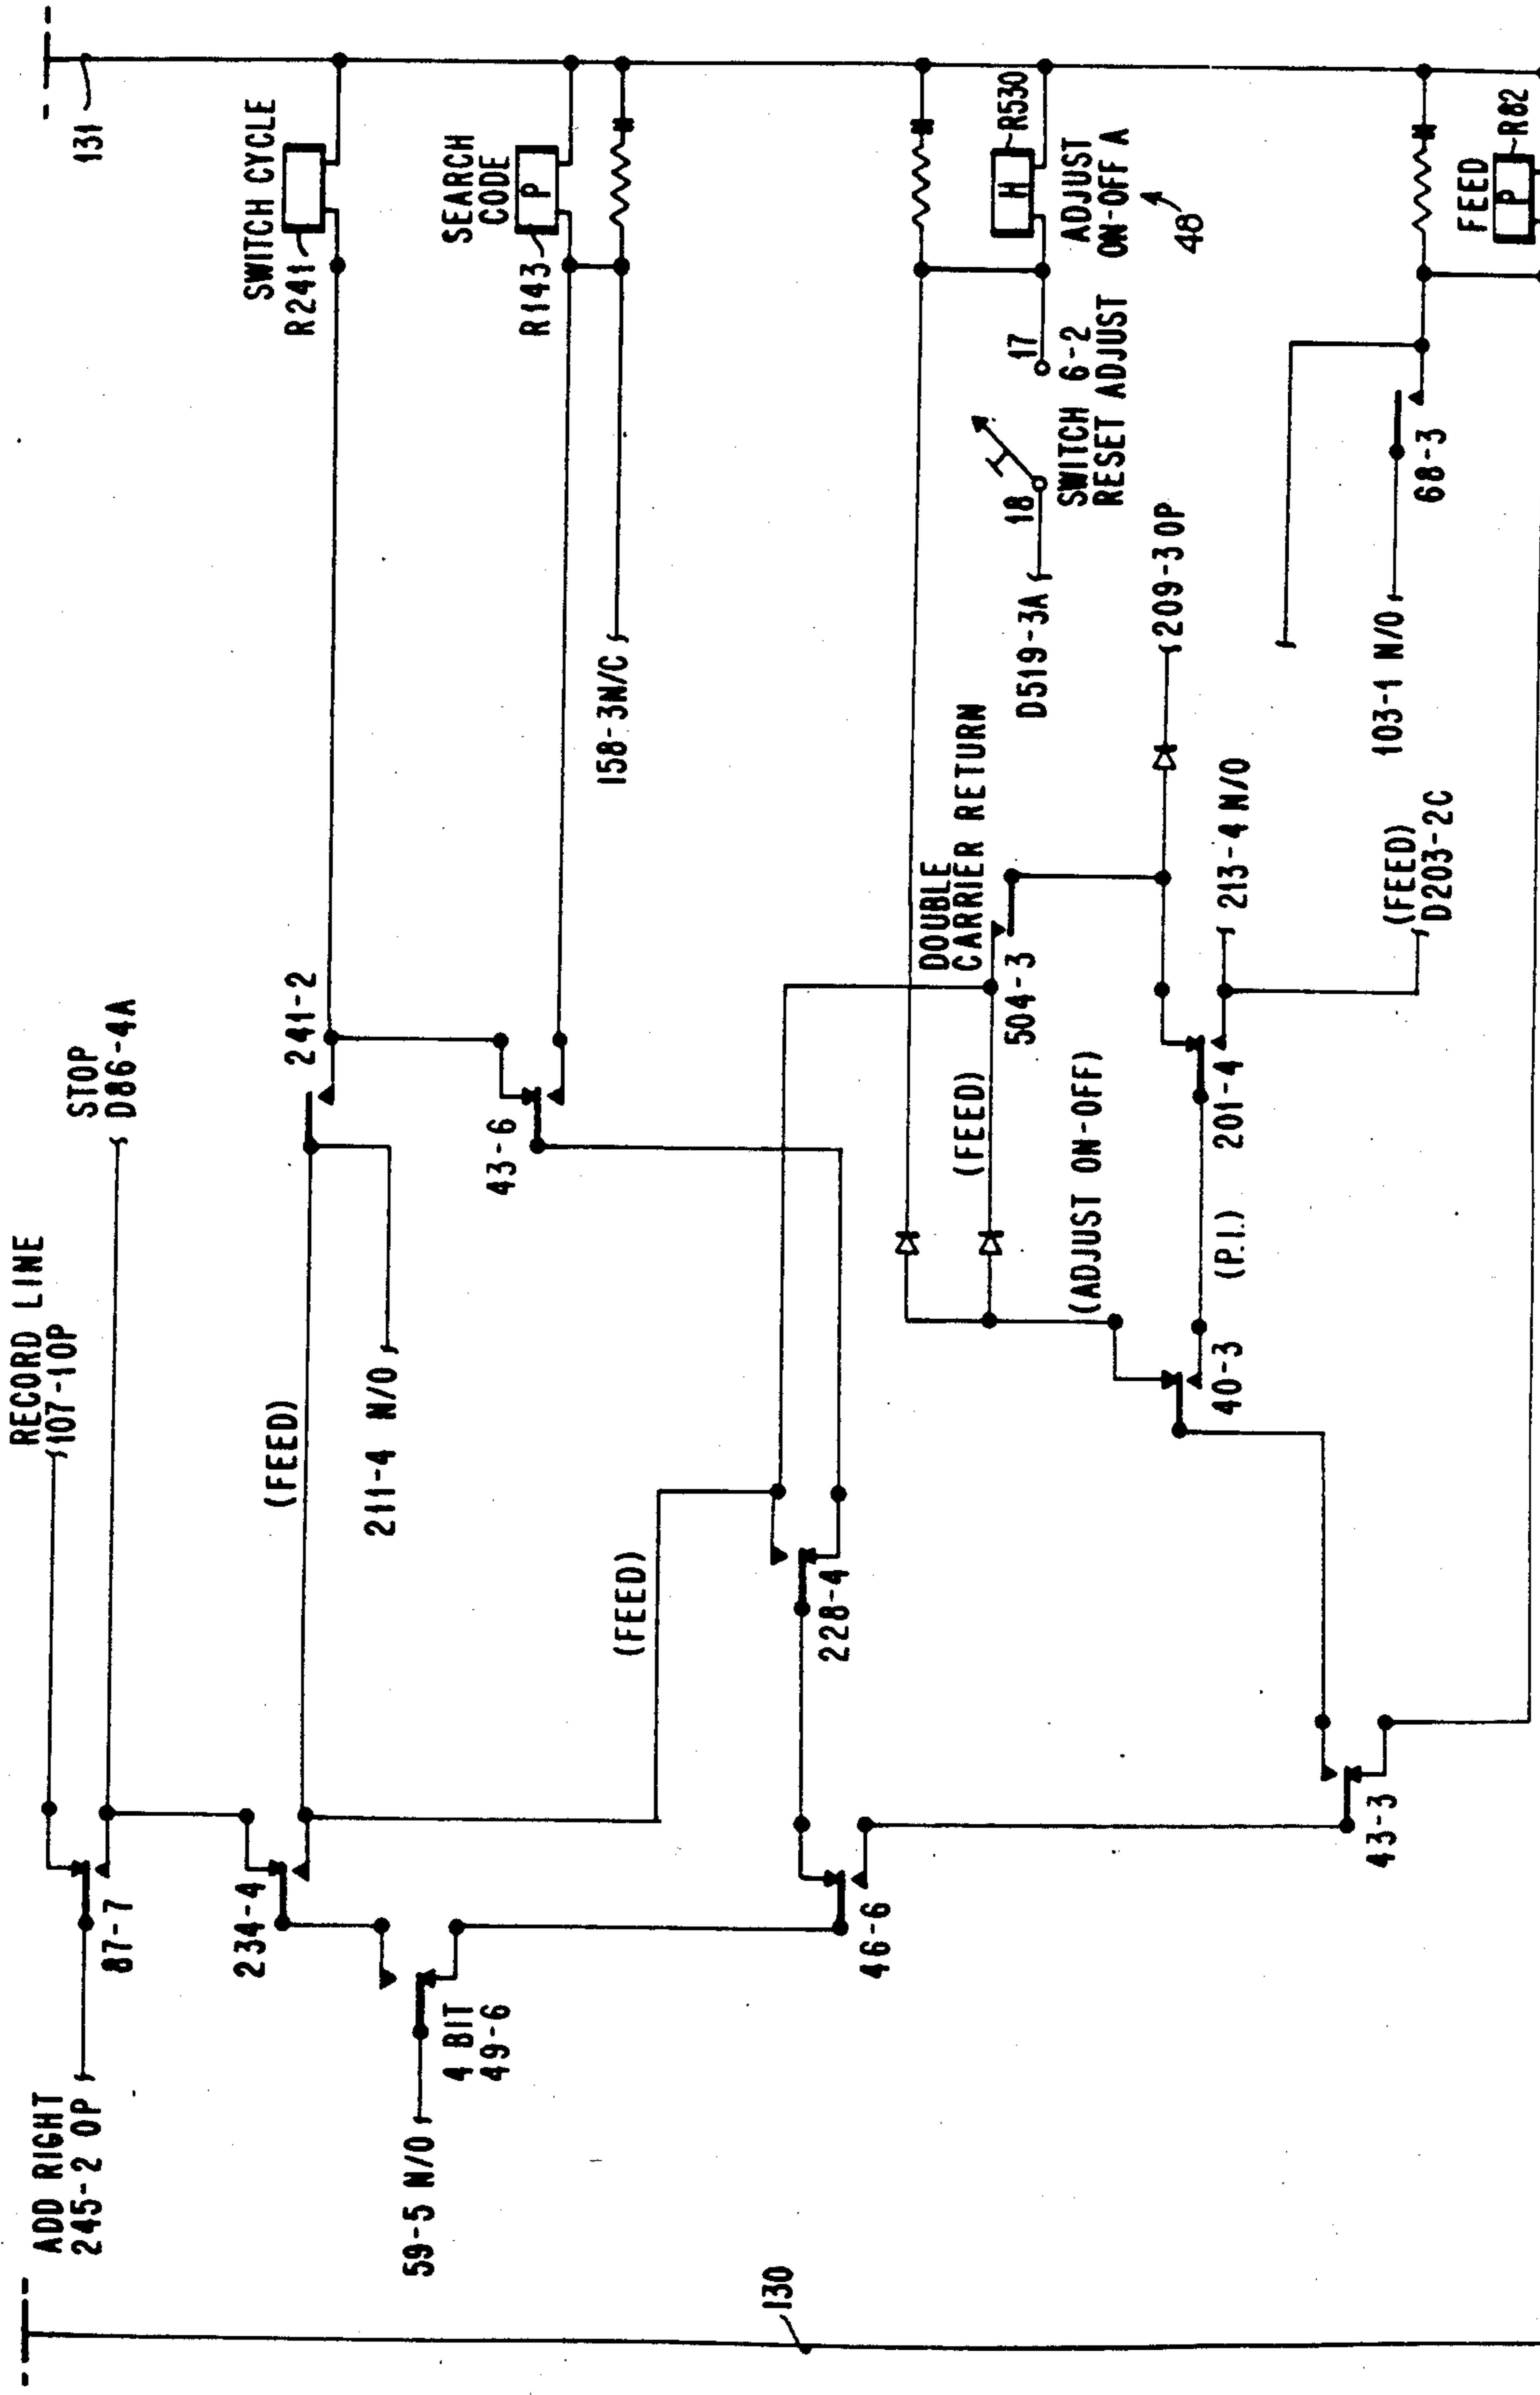 131
SWITCH CYCLE
R241
SEARCH
CODE
P
R143
158-3N/C
H
R530
ADJUST
ON-OFF A
48
17
18
SWITCH 6-2
RESET ADJUST
D519-3A
FEED
P
R82
68-3
103-1 N/O
209-3 OP
213-4 N/O
(FEED)
D203-2C
DOUBLE
CARRIER RETURN
504-3
201-4
(P.I.)
(FEED)
(ADJUST ON-OFF)
40-3
STOP
D86-4A
241-2
43-6
RECORD LINE
107-1OP
(FEED)
211-4 N/O
(FEED)
228-4
43-3
87-7
234-4
46-6
4 BIT
49-6
ADD RIGHT
245-2 OP
59-5 N/O
130